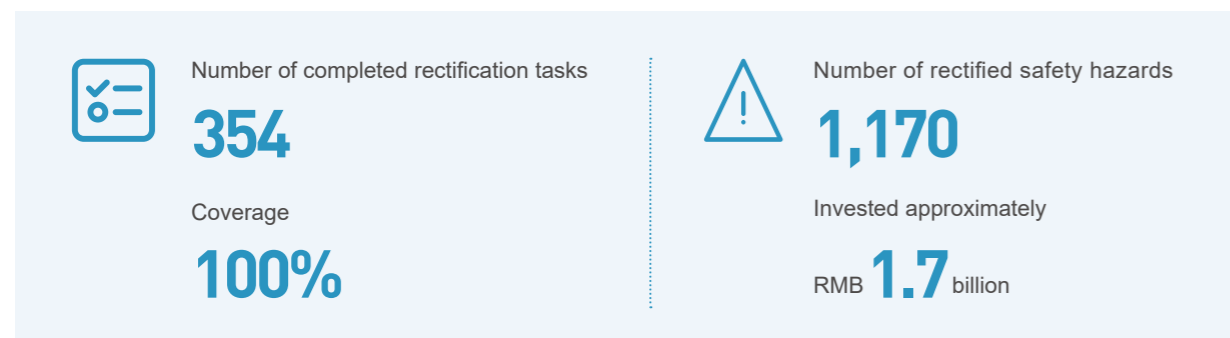 Number of completed rectification tasks
354
Coverage
100%
Number of rectified safety hazards
1,170
Invested approximately
RMB 1.7 billion